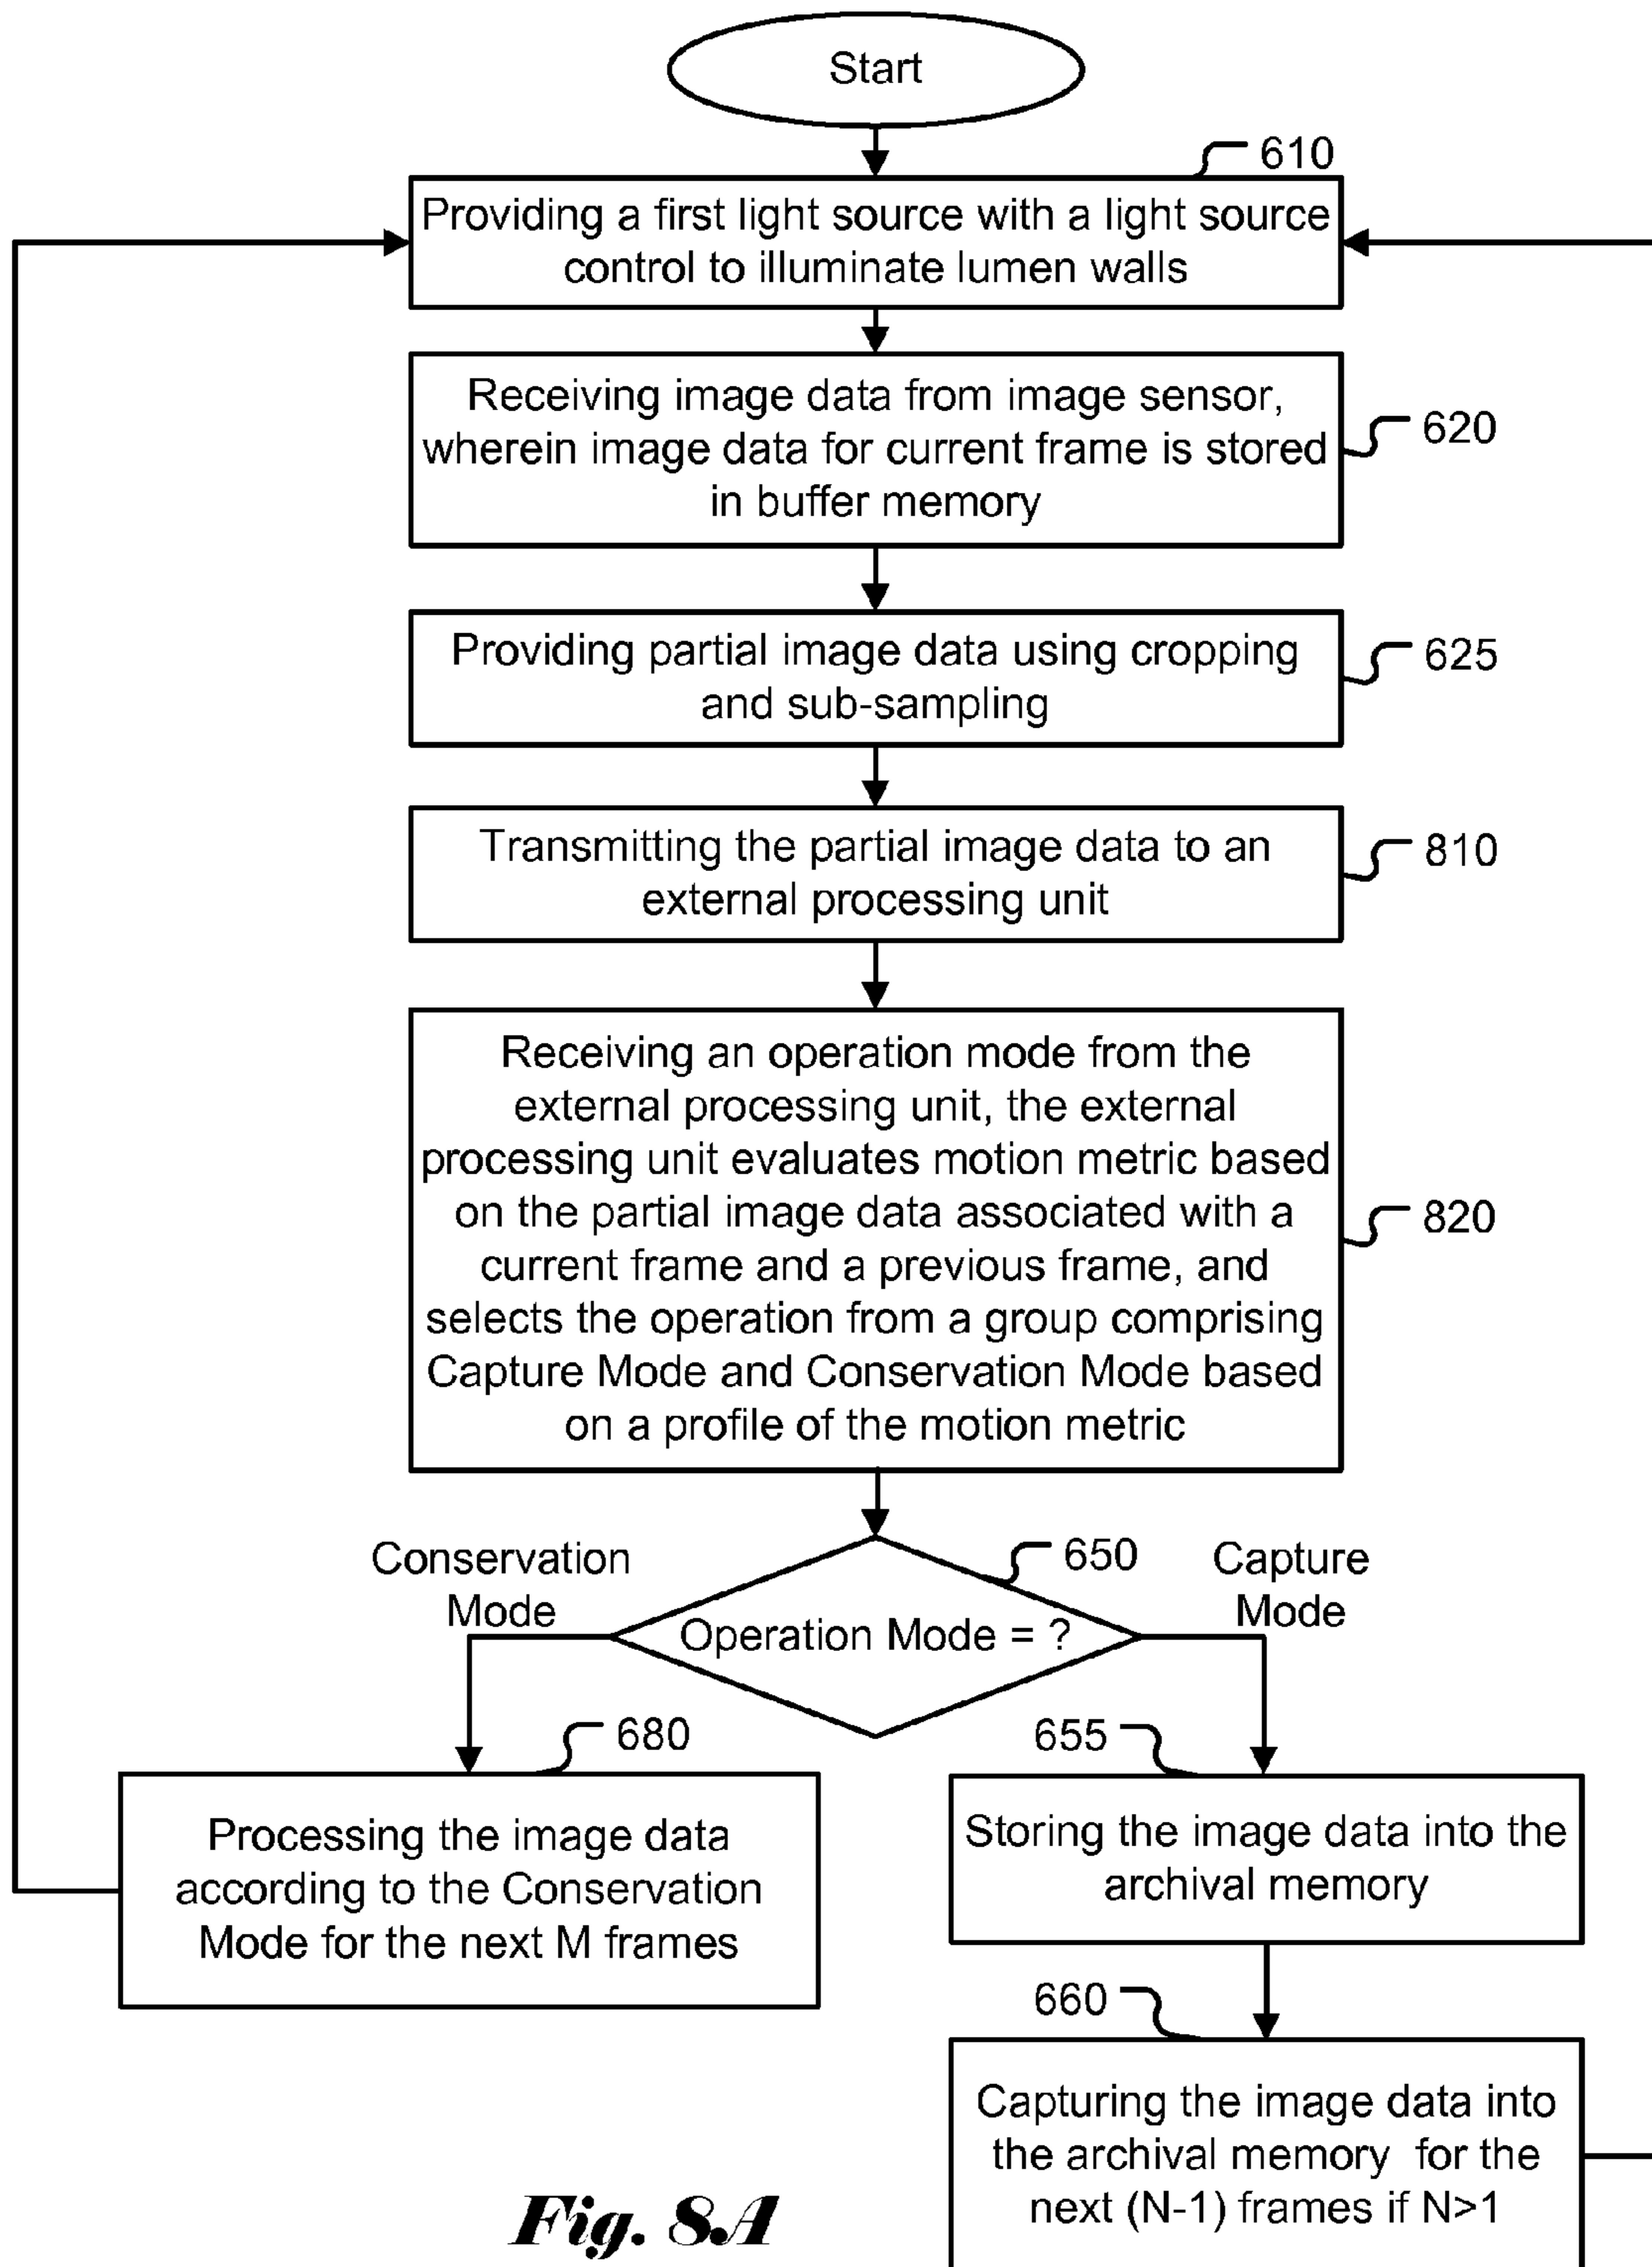 Start
610
Providing a first light source with a light source
control to illuminate lumen walls
Receiving image data from image sensor,
wherein image data for current frame is stored
in buffer memory
620
Providing partial image data using cropping
and sub-sampling
625
Transmitting the partial image data to an
external processing unit
810
Receiving an operation mode from the
external processing unit, the external
processing unit evaluates motion metric based
on the partial image data associated with a
current frame and a previous frame, and
selects the operation from a group comprising
Capture Mode and Conservation Mode based
on a profile of the motion metric
820
Conservation
Mode
650
Capture
Mode
Operation Mode = ?
680
655
Processing the image data
according to the Conservation
Mode for the next M frames
Storing the image data into the
archival memory
660
Capturing the image data into
the archival memory for the
next (N-1) frames if N>1
Fig. 8A